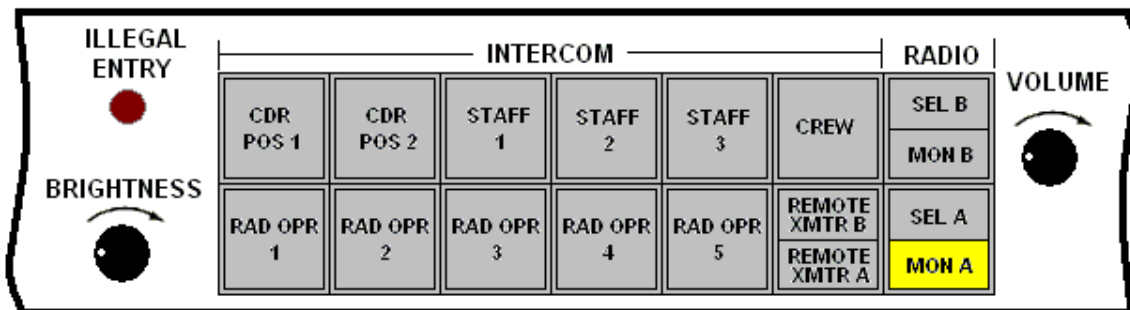 ILLEGAL
ENTRY
INTERCOM
RADIO
VOLUME
CDR
POS 1
CDR
POS 2
STAFF
1
STAFF
2
STAFF
3
CREW
SEL B
MON B
BRIGHTNESS
RAD OPR
1
RAD OPR
2
RAD OPR
3
RAD OPR
4
RAD OPR
5
REMOTE
XMTR B
REMOTE
XMTR A
SEL A
MON A